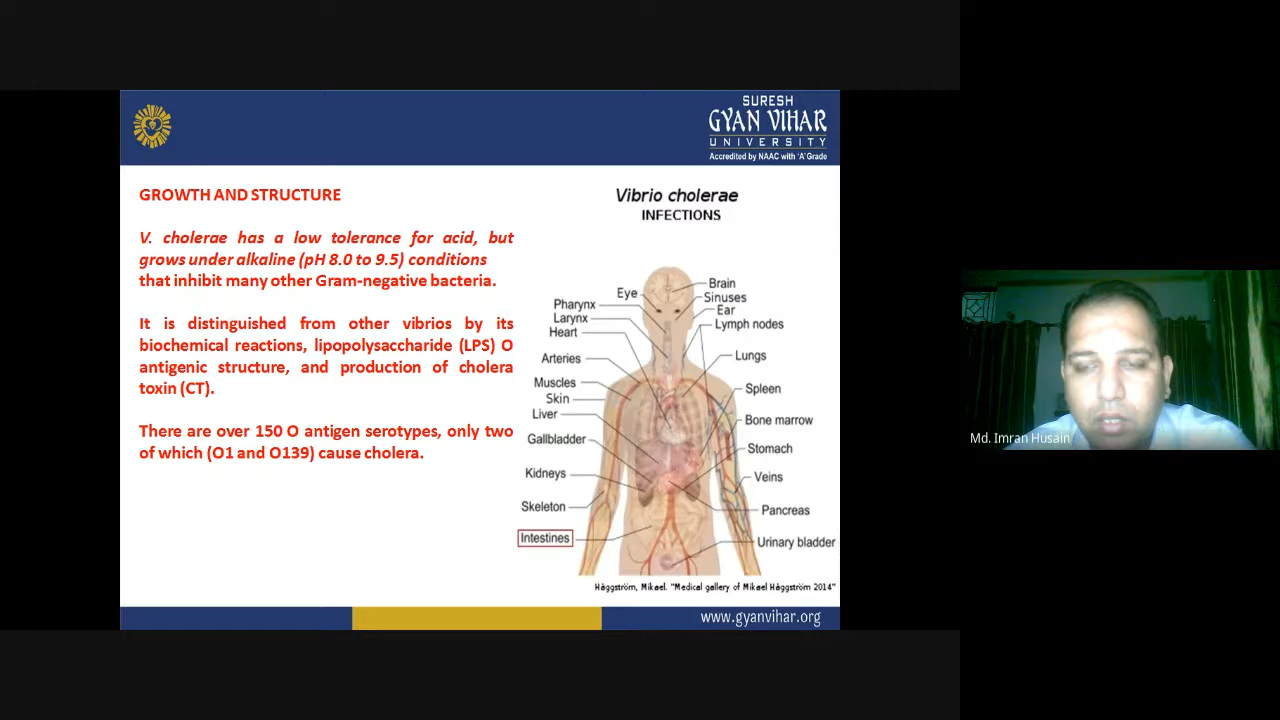 SURESH
GYAN VIHAR
UNIVERSITY
Accredited by NAAC with 'A' Grade
GROWTH AND STRUCTURE
V. cholerae has a low tolerance for acid, but
grows under alkaline (pH 8.0 to 9.5) conditions
that inhibit many other Gram-negative bacteria.
It is distinguished from other vibrios by its
biochemical reactions, lipopolysaccharide (LPS) O
antigenic structure, and production of cholera
toxin (CT).
There are over 150 O antigen serotypes, only two
of which (O1 and O139) cause cholera.
Vibrio cholerae
INFECTIONS
Brain
Eye
Sinuses
Pharynx
Ear
Larynx
Lymph nodes
Heart
Lungs
Arteries
Muscles
Spleen
Skin
Liver
Bone marrow
Gallbladder
Stomach
Kidneys
Veins
Skeleton
Pancreas
Intestines
Urinary bladder
Häggström, Mikael. "Medical gallery of Mikael Häggström 2014"
www.gyanvihar.org
Md. Imran Husain